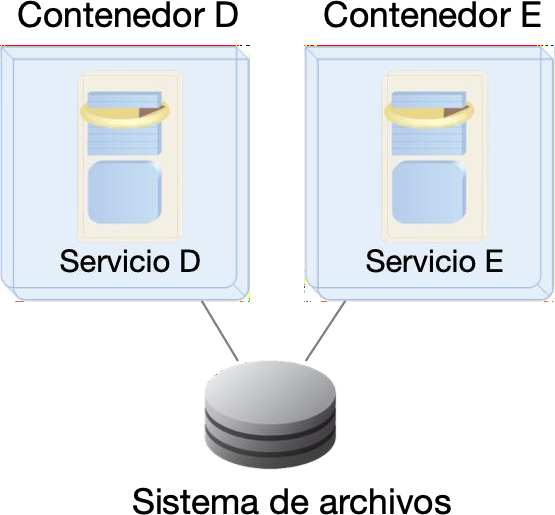 Contenedor D
Contenedor E
Servicio D
Servicio E
Sistema de archivos